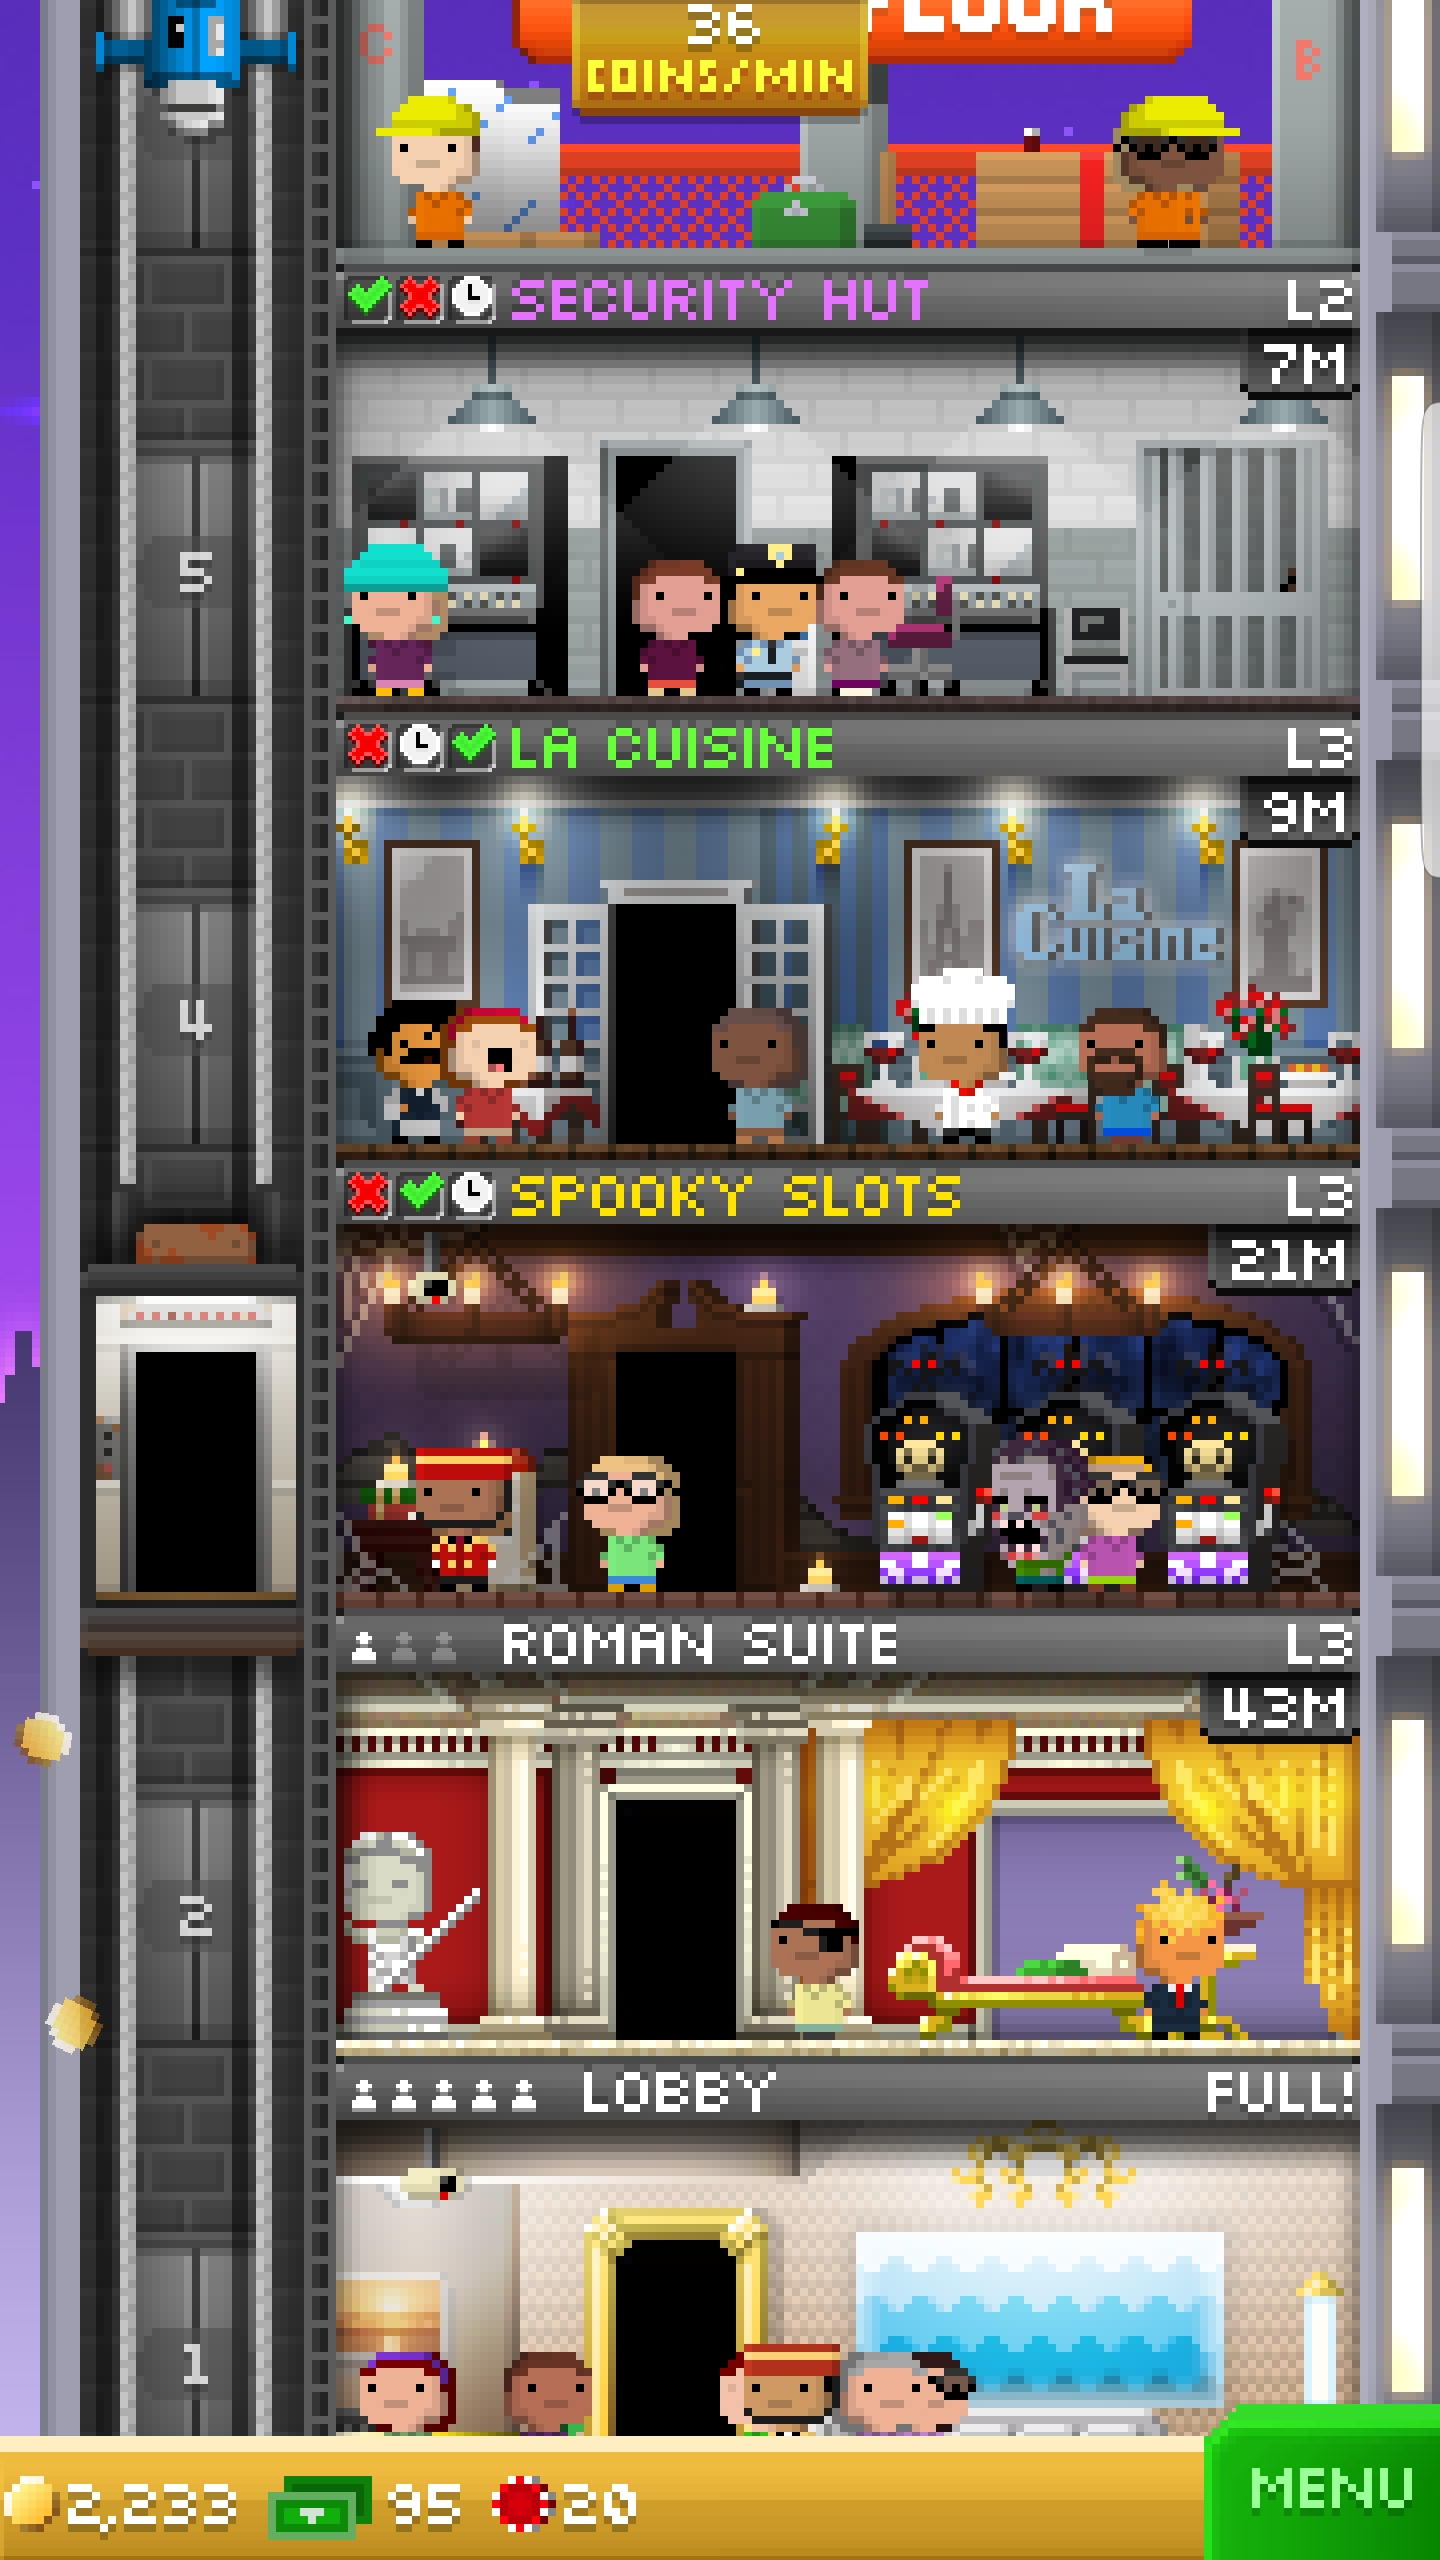 36
COINS/MIN
FLOOR
C
B
SECURITY HUT L2
7M
5
LA CUISINE L3
9M
La
Cuisine
4
SPOOKY SLOTS L3
21M
ROMAN SUITE L3
43M
2
LOBBY FULL!
1
2,233 95 20
MENU